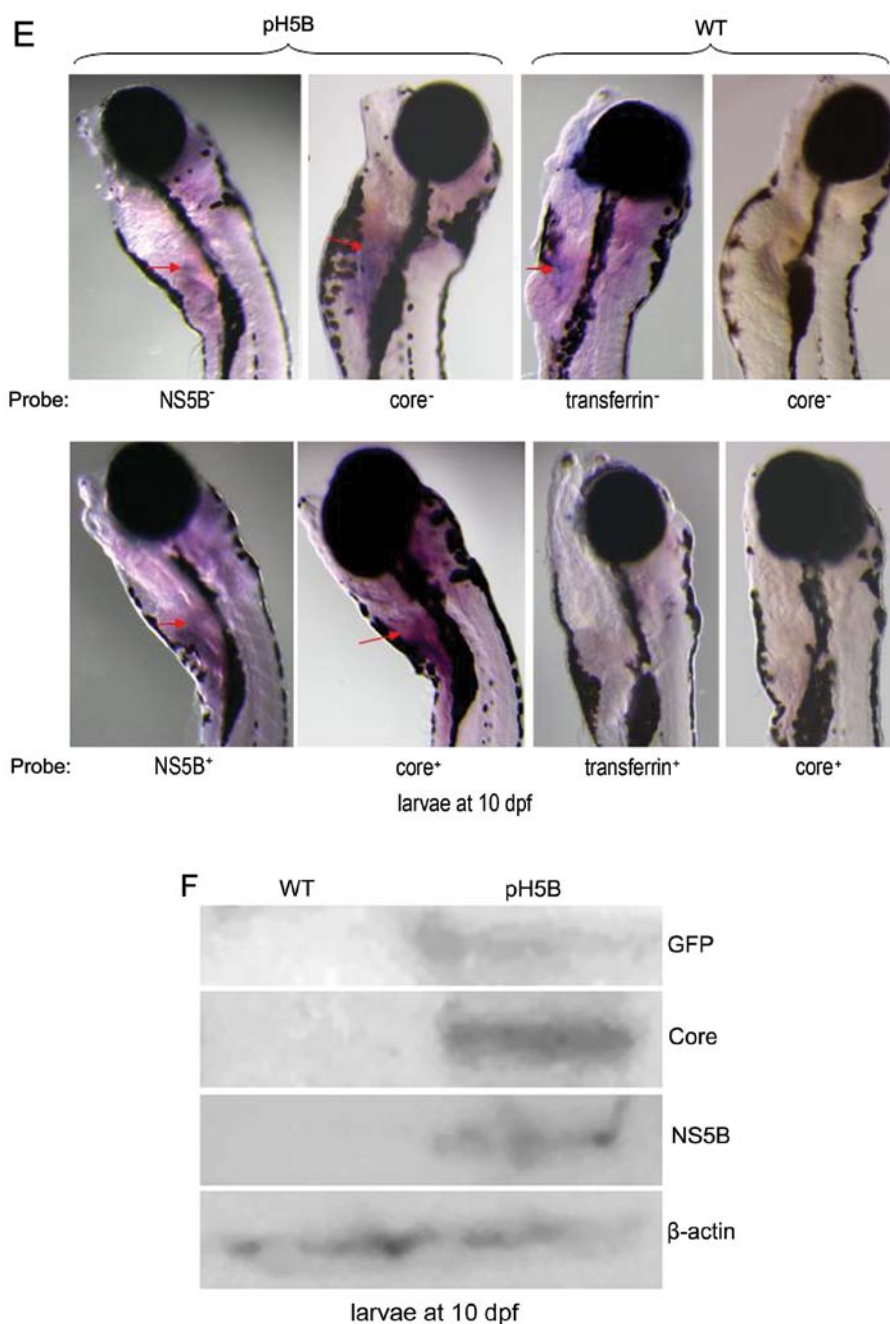 E
pH5B
WT
Probe: NS5B⁻ core⁻ transferrin⁻ core⁻
Probe: NS5B⁺ core⁺ transferrin⁺ core⁺
larvae at 10 dpf
F
WT pH5B
GFP
Core
NS5B
β-actin
larvae at 10 dpf